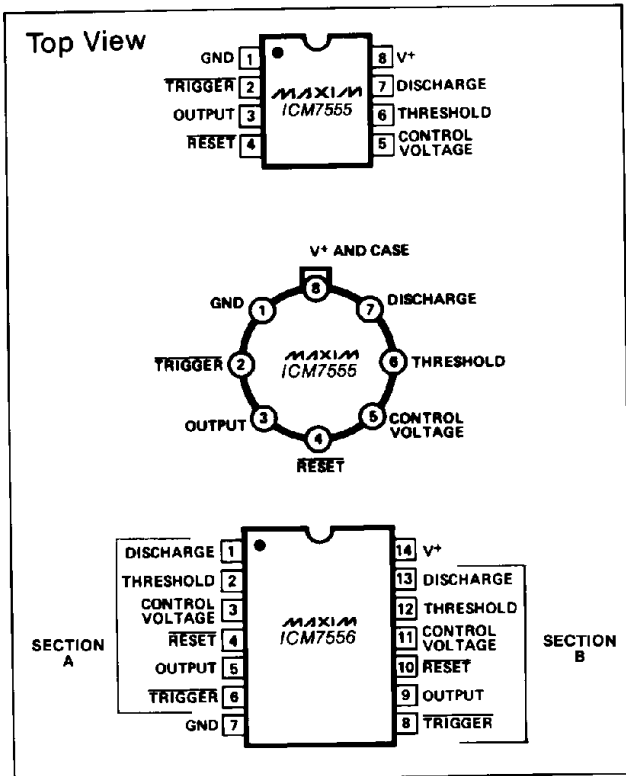 Top View
GND 1
8 V+
TRIGGER 2
7 DISCHARGE
MAXIM
ICM7555
OUTPUT 3
6 THRESHOLD
RESET 4
5 CONTROL
VOLTAGE
V+ AND CASE
8
GND 1
7 DISCHARGE
TRIGGER 2
MAXIM
ICM7555
6 THRESHOLD
OUTPUT 3
5 CONTROL
VOLTAGE
4
RESET
SECTION
A
DISCHARGE 1
THRESHOLD 2
CONTROL
VOLTAGE 3
RESET 4
OUTPUT 5
TRIGGER 6
GND 7
MAXIM
ICM7556
14 V+
13 DISCHARGE
12 THRESHOLD
11 CONTROL
VOLTAGE
10 RESET
9 OUTPUT
8 TRIGGER
SECTION
B